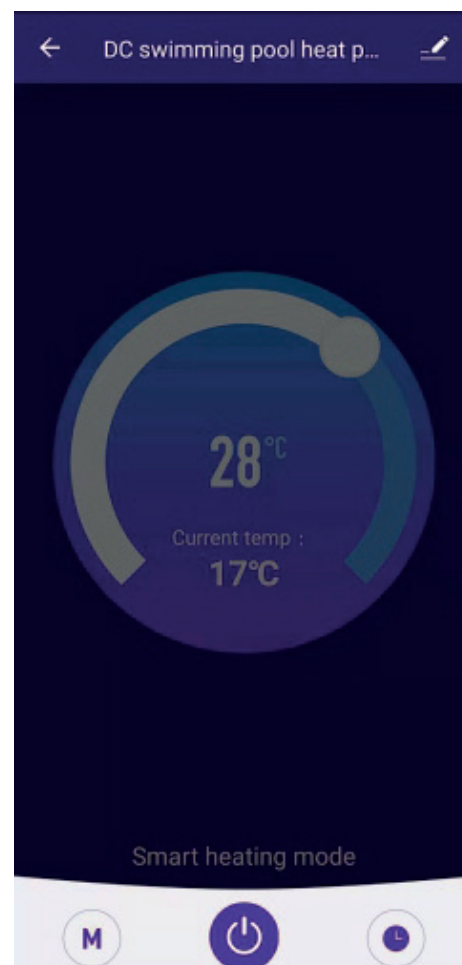 DC swimming pool heat p...
28°C
Current temp :
17°C
Smart heating mode
M